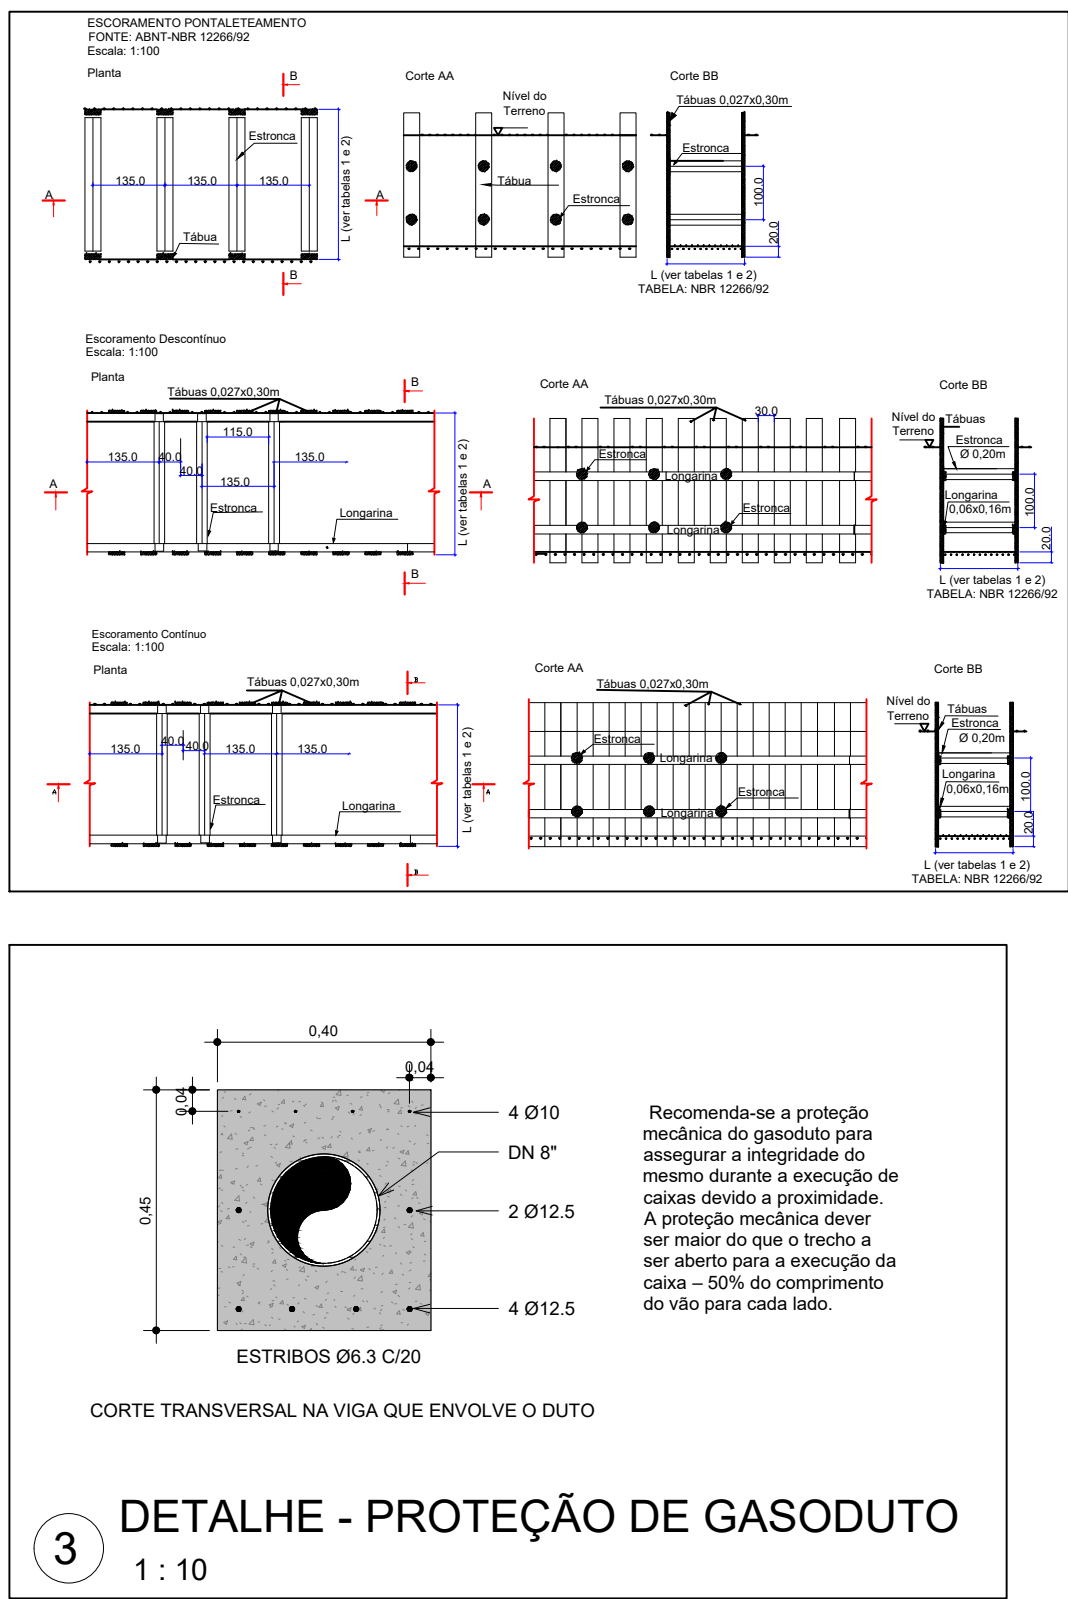 ESCORAMENTO PONTALETEAMENTO
FONTE: ABNT-NBR 12266/92
Escala: 1:100
Planta
B
Estronca
135.0
135.0
135.0
A
A
L (ver tabelas 1 e 2)
Tábua
B
Corte AA
Nível do
Terreno
Tábua
Estronca
Corte BB
Tábuas 0,027x0,30m
Estronca
100.0
20.0
L (ver tabelas 1 e 2)
TABELA: NBR 12266/92
Escoramento Descontínuo
Escala: 1:100
Planta
B
Tábuas 0,027x0,30m
115.0
135.0
40.0
40.0
135.0
135.0
A
A
Estronca
Longarina
L (ver tabelas 1 e 2)
B
Corte AA
Tábuas 0,027x0,30m
30.0
Estronca
Longarina
Estronca
Longarina
Corte BB
Nível do
Terreno
Tábuas
Estronca
Ø 0,20m
Longarina
0,06x0,16m
100.0
20.0
L (ver tabelas 1 e 2)
TABELA: NBR 12266/92
Escoramento Contínuo
Escala: 1:100
Planta
B
Tábuas 0,027x0,30m
135.0
40.0
40.0
135.0
135.0
A
A
Estronca
Longarina
L (ver tabelas 1 e 2)
B
Corte AA
Tábuas 0,027x0,30m
Estronca
Longarina
Estronca
Longarina
Corte BB
Nível do
Terreno
Tábuas
Estronca
Ø 0,20m
Longarina
0,06x0,16m
100.0
20.0
L (ver tabelas 1 e 2)
TABELA: NBR 12266/92
0,40
0,04
0,04
0,45
4 Ø10
DN 8"
2 Ø12.5
4 Ø12.5
ESTRIBOS Ø6.3 C/20
Recomenda-se a proteção
mecânica do gasoduto para
assegurar a integridade do
mesmo durante a execução de
caixas devido a proximidade.
A proteção mecânica dever
ser maior do que o trecho a
ser aberto para a execução da
caixa – 50% do comprimento
do vão para cada lado.
CORTE TRANSVERSAL NA VIGA QUE ENVOLVE O DUTO
3
DETALHE - PROTEÇÃO DE GASODUTO
1 : 10